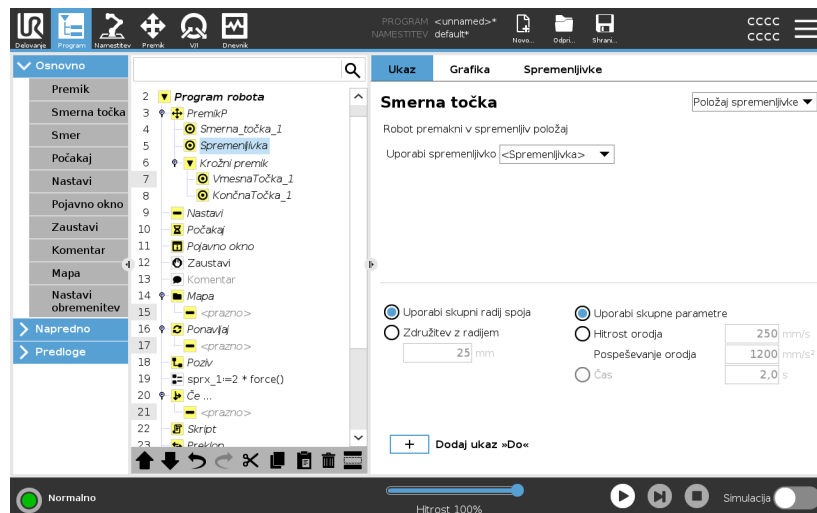 PROGRAM <unnamed>*
NAMESTITEV default*
CCCC
CCCC
Delovanje Program Namestitev Premik V/I Dnevnik Novo... Odpri... Shrani...
Osnovno
Premik
Smerna točka
Smer
Počakaj
Nastavi
Pojavno okno
Zaustavi
Komentar
Mapa
Nastavi
obremenitev
Napredno
Predloge
2 Program robota
3 PremikP
4 Smerna_točka_1
5 Spremenljivka
6 Krožni premik
7 VmesnaTočka_1
8 KončnaTočka_1
9 Nastavi
10 Počakaj
11 Pojavno okno
12 Zaustavi
13 Komentar
14 Mapa
15 <prazno>
16 Ponavljaj
17 <prazno>
18 Poziv
19 sprx_1:=2 * force()
20 Če ...
21 <prazno>
22 Skript
23 Preklop
Ukaz Grafika Spremenljivke
Smerna točka
Položaj spremenljivke
Robot premakni v spremenljiv položaj
Uporabi spremenljivko <Spremenljivka>
Uporabi skupni radij spoja
Združitev z radijem
25 mm
Uporabi skupne parametre
Hitrost orodja 250 mm/s
Pospeševanje orodja 1200 mm/s²
Čas 2,0 s
+ Dodaj ukaz »Do«
Normalno
Hitrost 100%
Simulacija